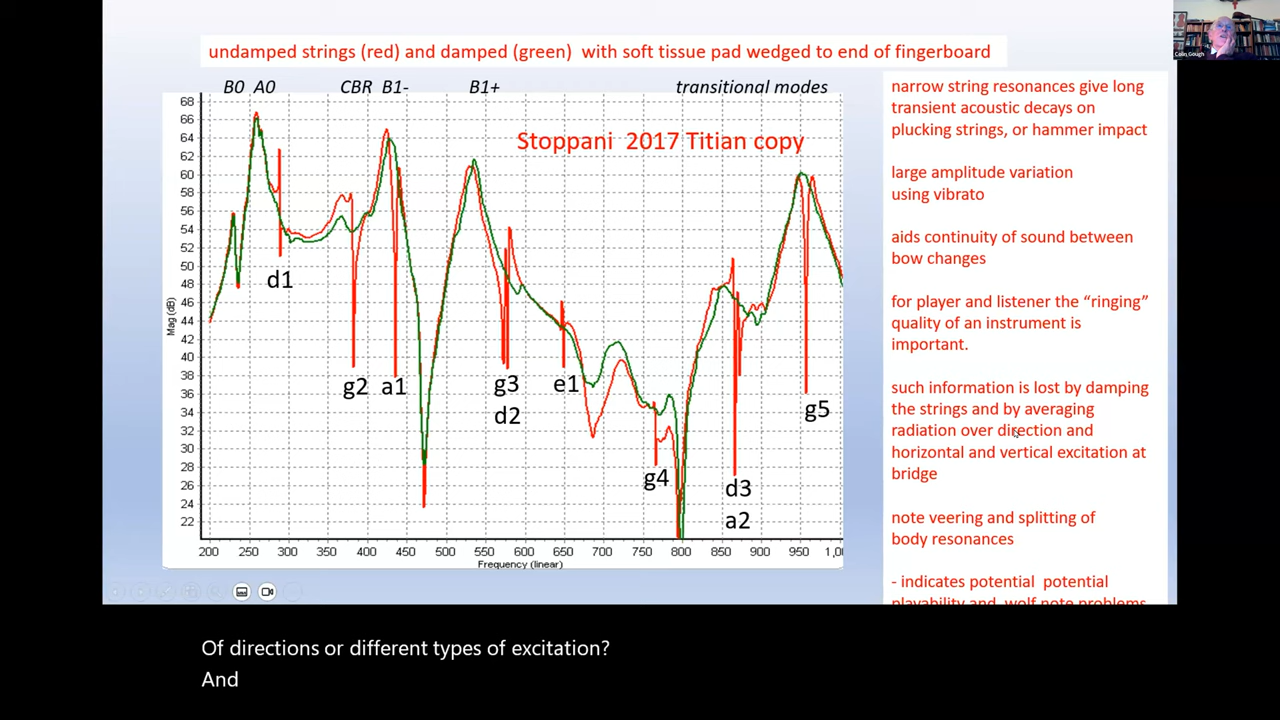 undamped strings (red) and damped (green)  with soft tissue pad wedged to end of fingerboard
Colin Gough
B0 A0 CBR B1- B1+ transitional modes
Stoppani  2017 Titian copy
68
66
64
62
60
58
56
54
52
50
48
46
44
42
40
38
36
34
32
30
28
26
24
22
Mag (dB)
d1
g2 a1
g3
d2
e1
g4
d3
a2
g5
200 250 300 350 400 450 500 550 600 650 700 750 800 850 900 950 1,0
Frequency (linear)
narrow string resonances give long
transient acoustic decays on
plucking strings, or hammer impact
large amplitude variation
using vibrato
aids continuity of sound between
bow changes
for player and listener the “ringing”
quality of an instrument is
important.
such information is lost by damping
the strings and by averaging
radiation over direction and
horizontal and vertical excitation at
bridge
note veering and splitting of
body resonances
- indicates potential  potential
playability and  wolf note problems
Of directions or different types of excitation?
And